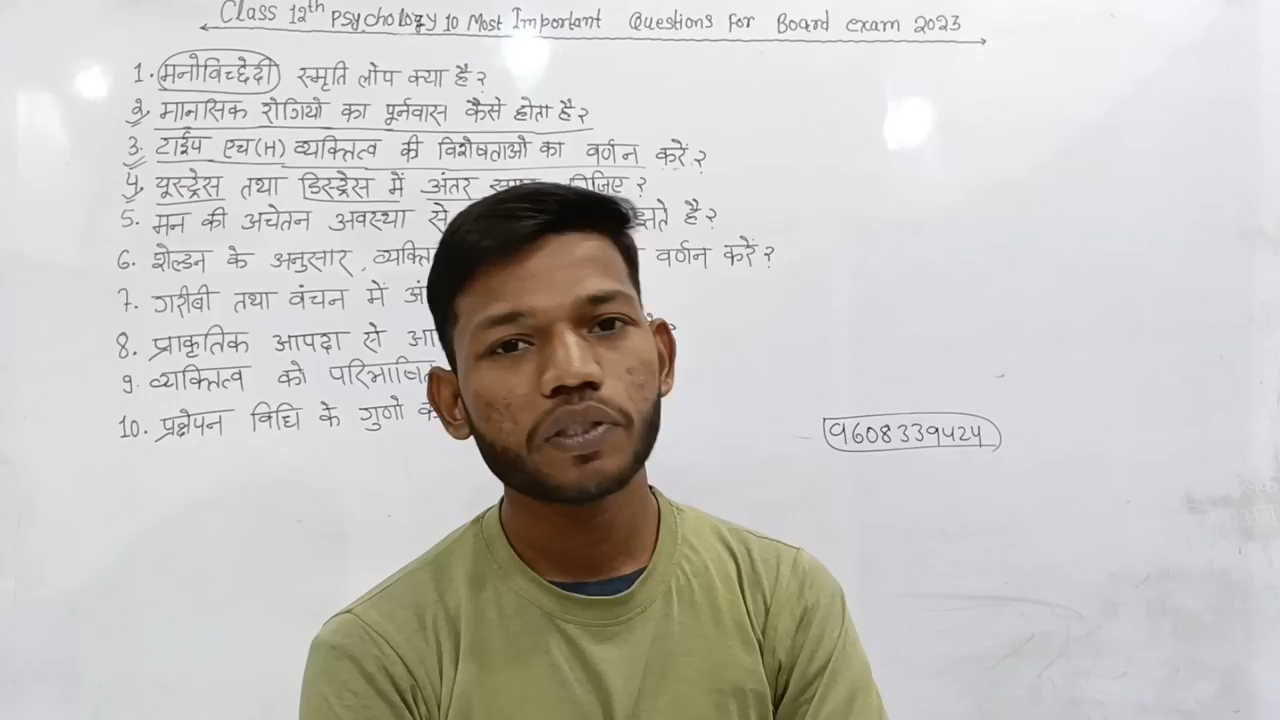 Class 12th Psychology 10 Most Important Questions For Board exam 2023
1. मनोविच्छेदी स्मृति लोप क्या है?
2. मानसिक रोगियो का पूर्नवास कैसे होता है?
3. टाईप एच(H) व्यक्तित्व की विशेषताओ का वर्णन करें?
4. यूस्ट्रेस तथा डिस्ट्रेस में अंतर
5. मन की अचेतन अवस्था से है?
6. शेल्डन के अनुसार, वर्णन करें?
7. गरीबी तथा वंचन में
8. प्राकृतिक आपदा से
9. व्यक्तित्व को
10. प्रक्षेपन विधि के गुणो
9608339424